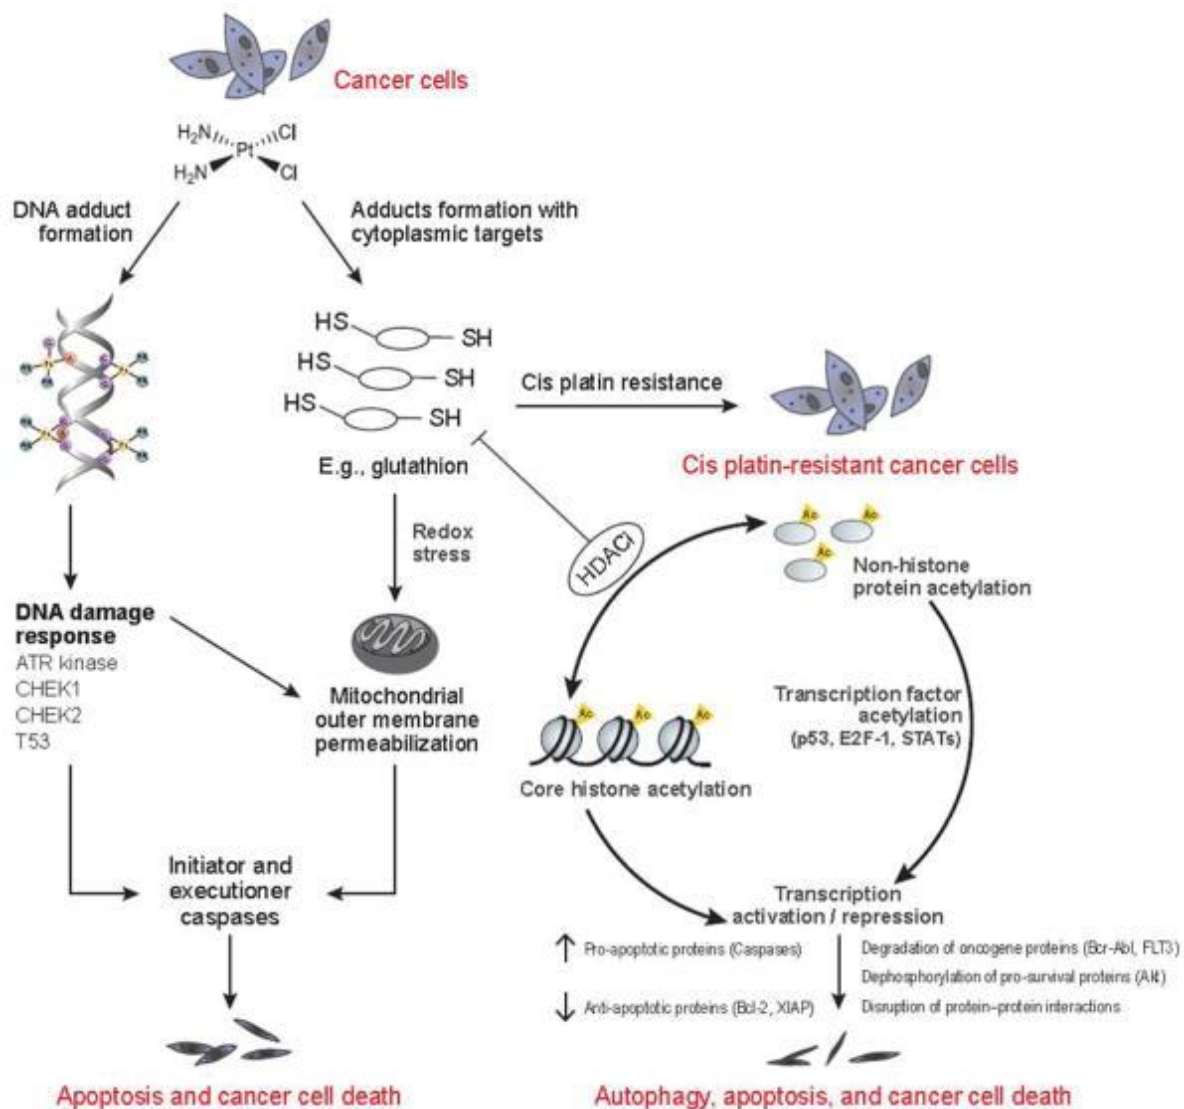 Cancer cells
H₂N
Cl
Pt
H₂N
Cl
DNA adduct
formation
Adducts formation with
cytoplasmic targets
HS
SH
HS
SH
HS
SH
E.g., glutathion
Cis platin resistance
Cis platin-resistant cancer cells
Redox
stress
HDACi
Ac
Ac
Ac
Non-histone
protein acetylation
DNA damage
response
ATR kinase
CHEK1
CHEK2
T53
Mitochondrial
outer membrane
permeabilization
Ac
Ac
Ac
Core histone acetylation
Transcription factor
acetylation
(p53, E2F-1, STATs)
Initiator and
executioner
caspases
Transcription
activation / repression
Pro-apoptotic proteins (Caspases)
Anti-apoptotic proteins (Bcl-2, XIAP)
Degradation of oncogene proteins (Bcr-Abl, FLT3)
Dephosphorylation of pro-survival proteins (Akt)
Disruption of protein–protein interactions
Apoptosis and cancer cell death
Autophagy, apoptosis, and cancer cell death